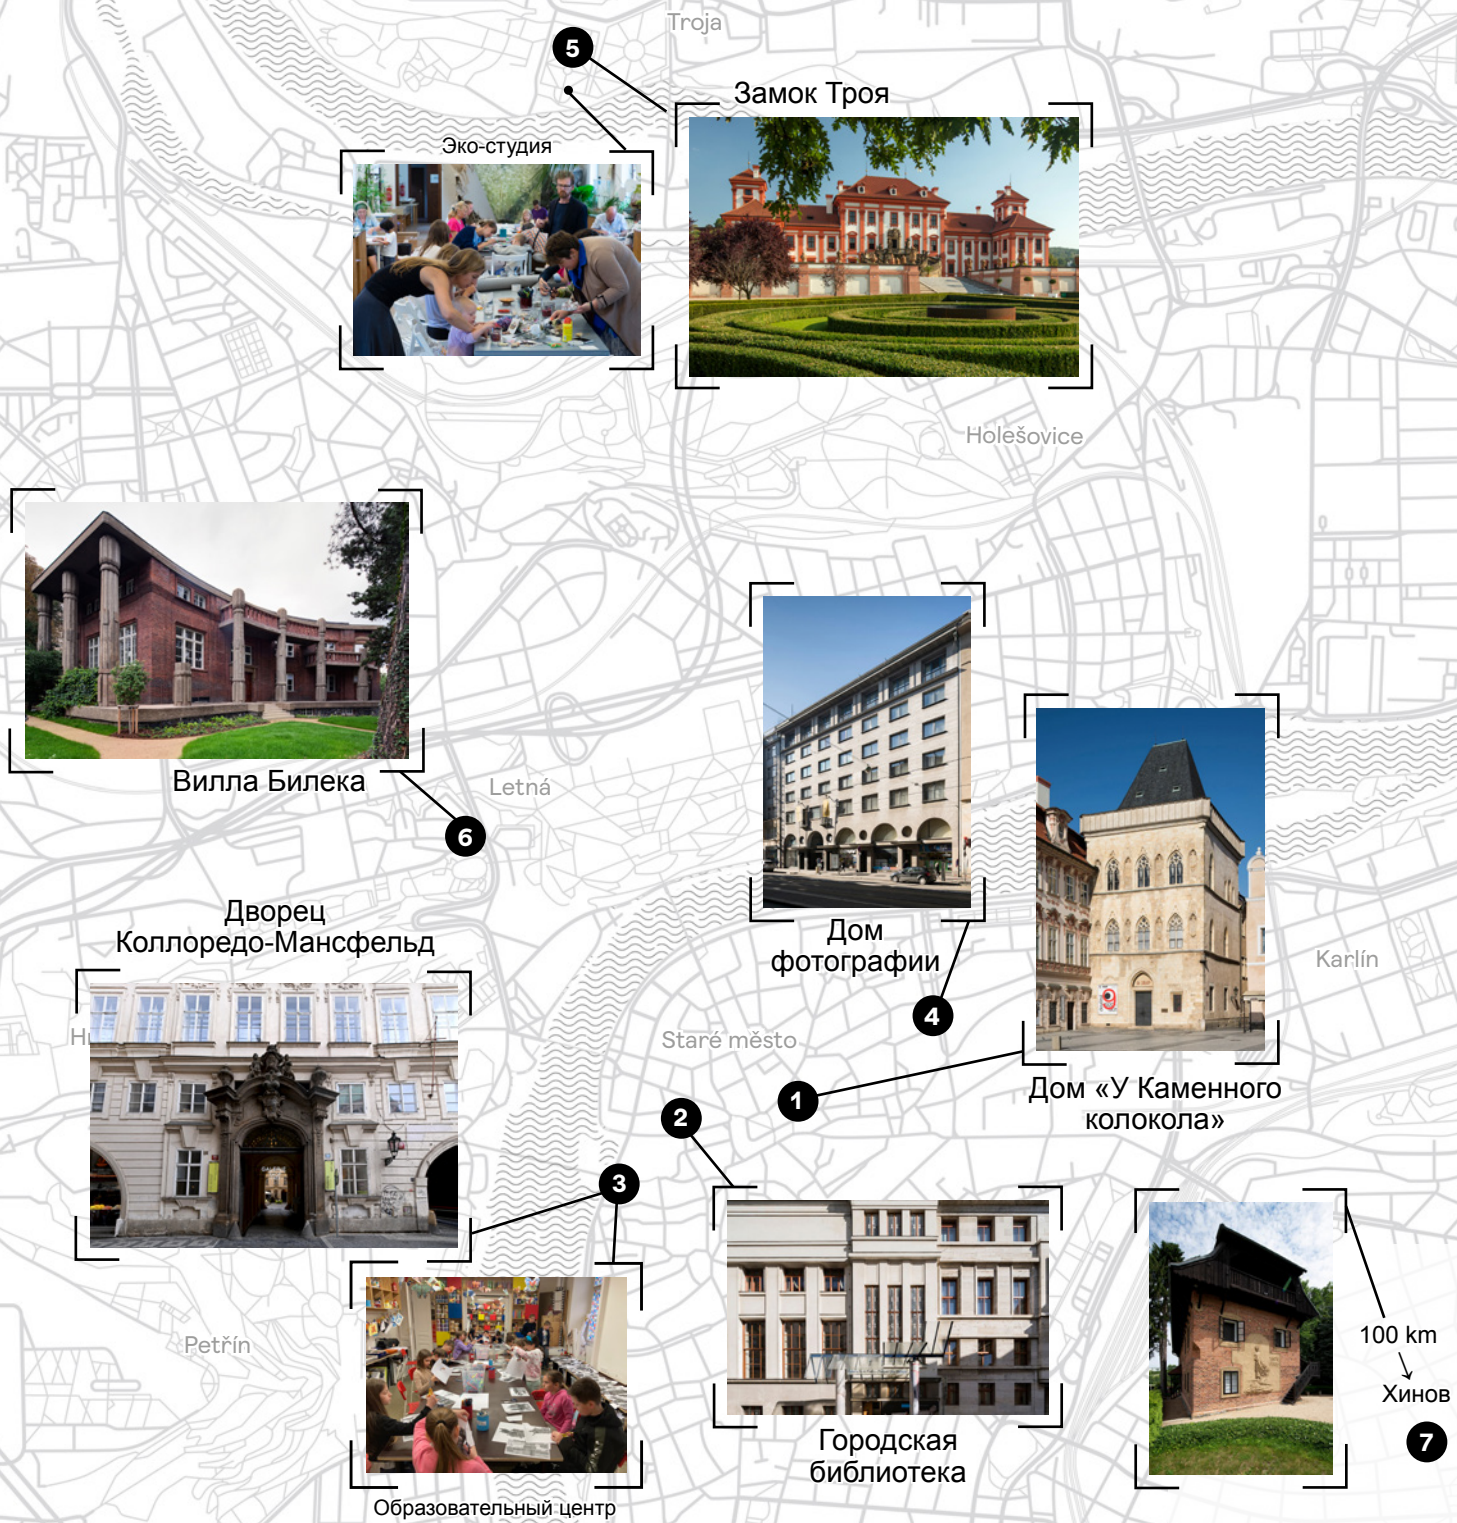 Troja
5
Замок Троя
Эко-студия
Holešovice
Вилла Билека
Letná
6
Дворец
Коллоредо-Мансфельд
Дом
фотографии
Karlín
4
Staré město
Дом «У Каменного
колокола»
1
2
3
Petřín
100 km
Хинов
7
Городская
библиотека
Образовательный центр